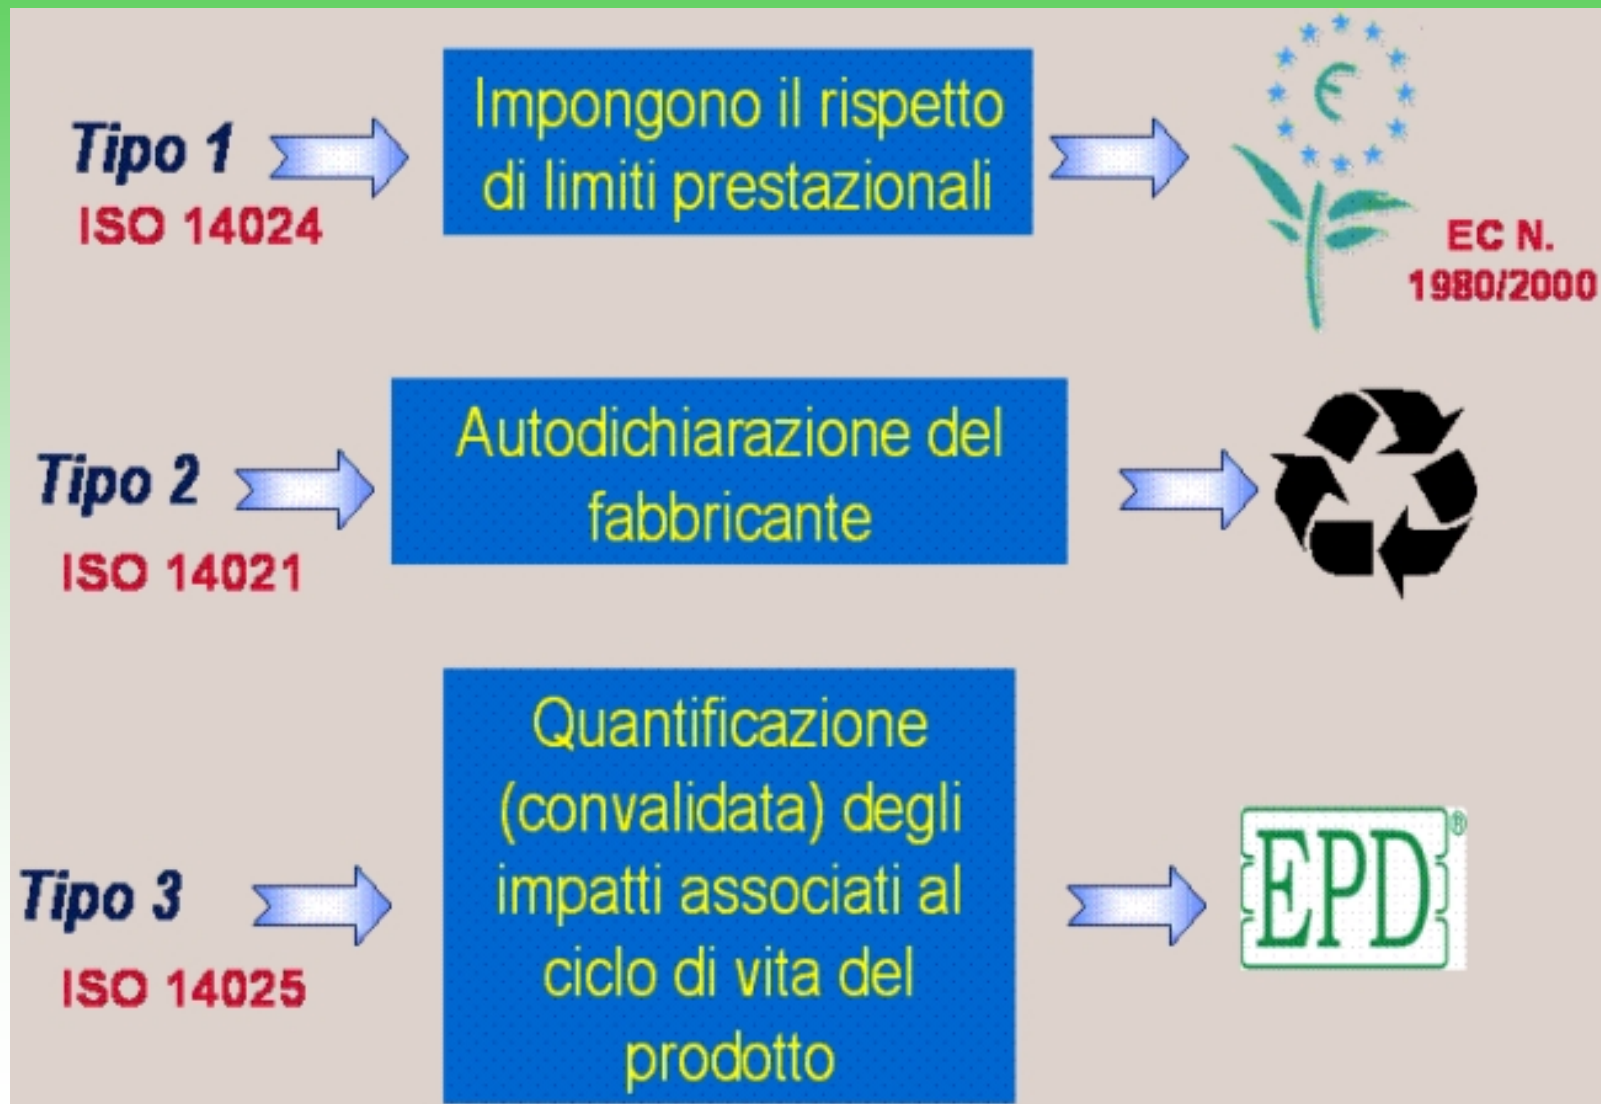 Tipo 1
ISO 14024
Impongono il rispetto
di limiti prestazionali
EC N.
1980/2000
Tipo 2
ISO 14021
Autodichiarazione del
fabbricante
Tipo 3
ISO 14025
Quantificazione
(convalidata) degli
impatti associati al
ciclo di vita del
prodotto
EPD®